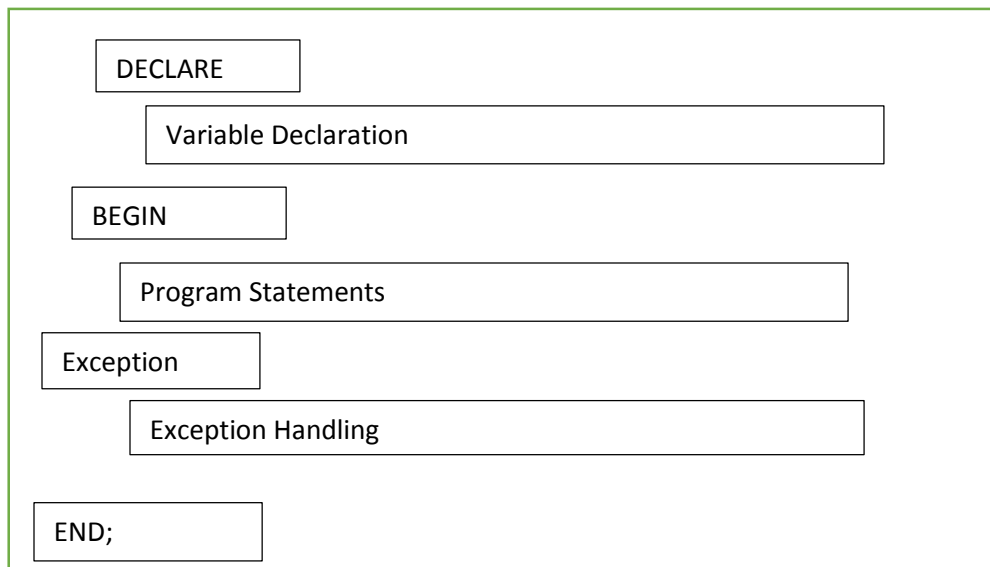 DECLARE
Variable Declaration
BEGIN
Program Statements
Exception
Exception Handling
END;